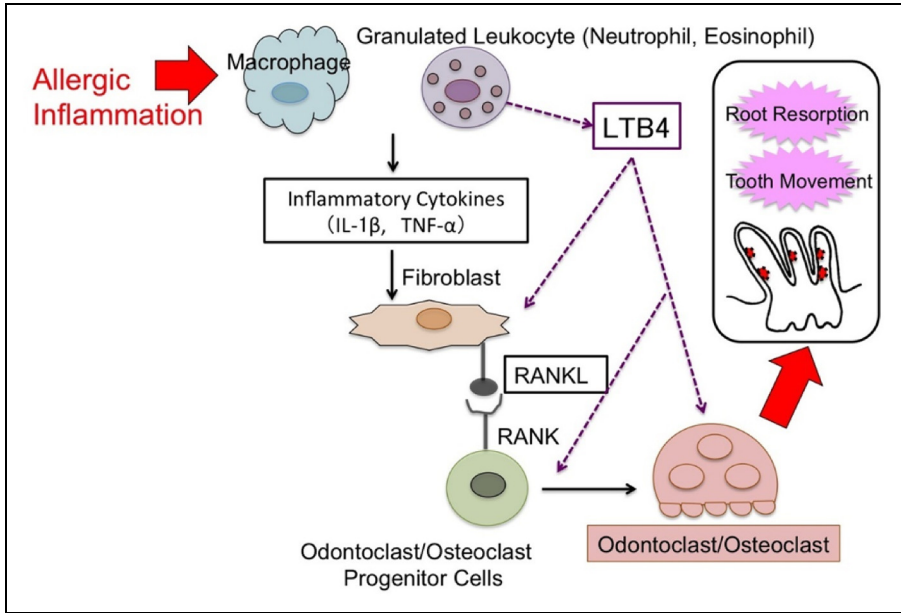 Allergic
Inflammation
Macrophage
Granulated Leukocyte (Neutrophil, Eosinophil)
LTB4
Root Resorption
Tooth Movement
Inflammatory Cytokines
(IL-1β, TNF-α)
Fibroblast
RANKL
RANK
Odontoclast/Osteoclast
Progenitor Cells
Odontoclast/Osteoclast